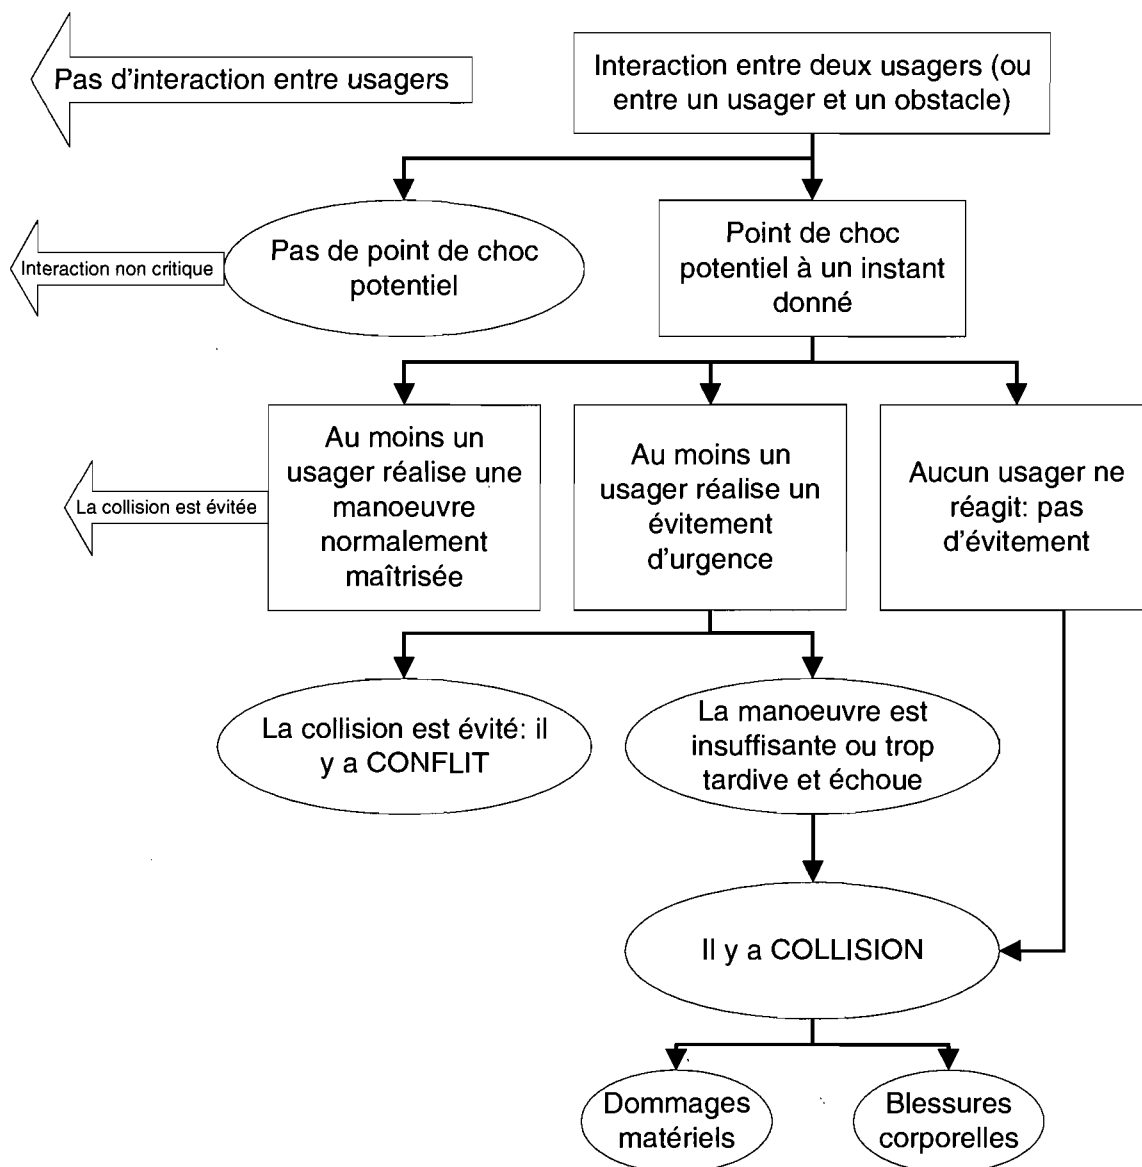 Pas d'interaction entre usagers
Interaction entre deux usagers (ou
entre un usager et un obstacle)
Interaction non critique
Pas de point de choc
potentiel
Point de choc
potentiel à un instant
donné
La collision est évitée
Au moins un
usager réalise une
manoeuvre
normalement
maîtrisée
Au moins un
usager réalise un
évitement
d'urgence
Aucun usager ne
réagit: pas
d'évitement
La collision est évité: il
y a CONFLIT
La manoeuvre est
insuffisante ou trop
tardive et échoue
Il y a COLLISION
Dommages
matériels
Blessures
corporelles